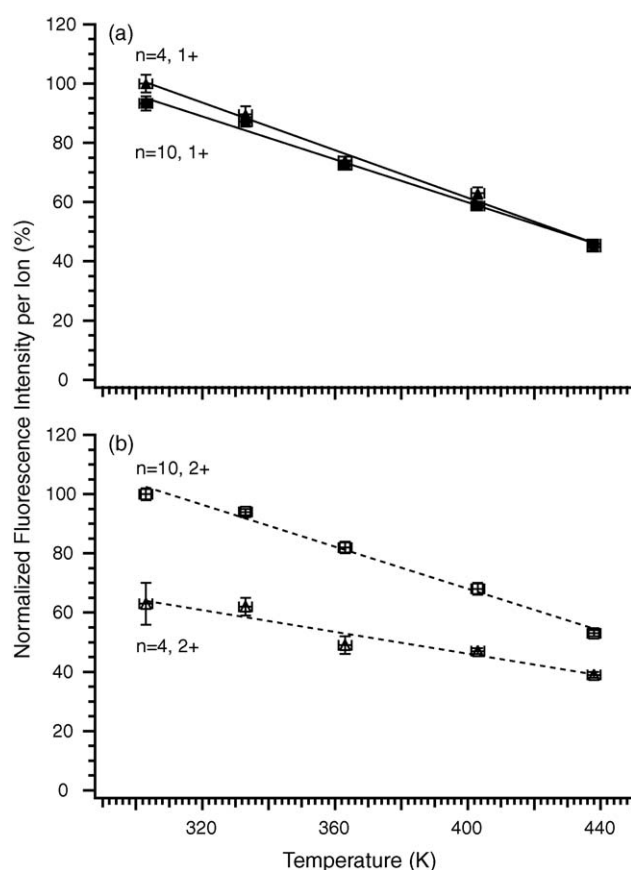 Normalized Fluorescence Intensity per Ion (%)
120
(a)
n=4, 1+
100
80
n=10, 1+
60
40
20
0
120
(b)
n=10, 2+
100
80
60
n=4, 2+
40
20
0
320
360
400
440
Temperature (K)